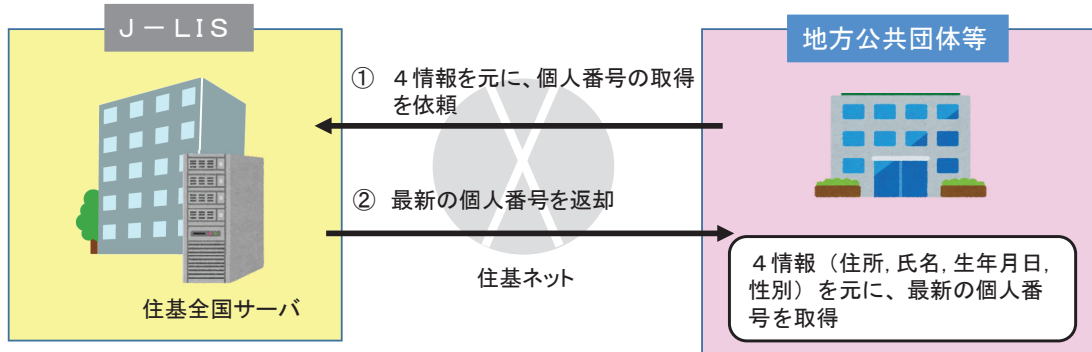 J－LIS
地方公共団体等
① 4情報を元に、個人番号の取得
を依頼
② 最新の個人番号を返却
住基ネット
住基全国サーバ
4情報（住所, 氏名, 生年月日,
性別）を元に、最新の個人番
号を取得